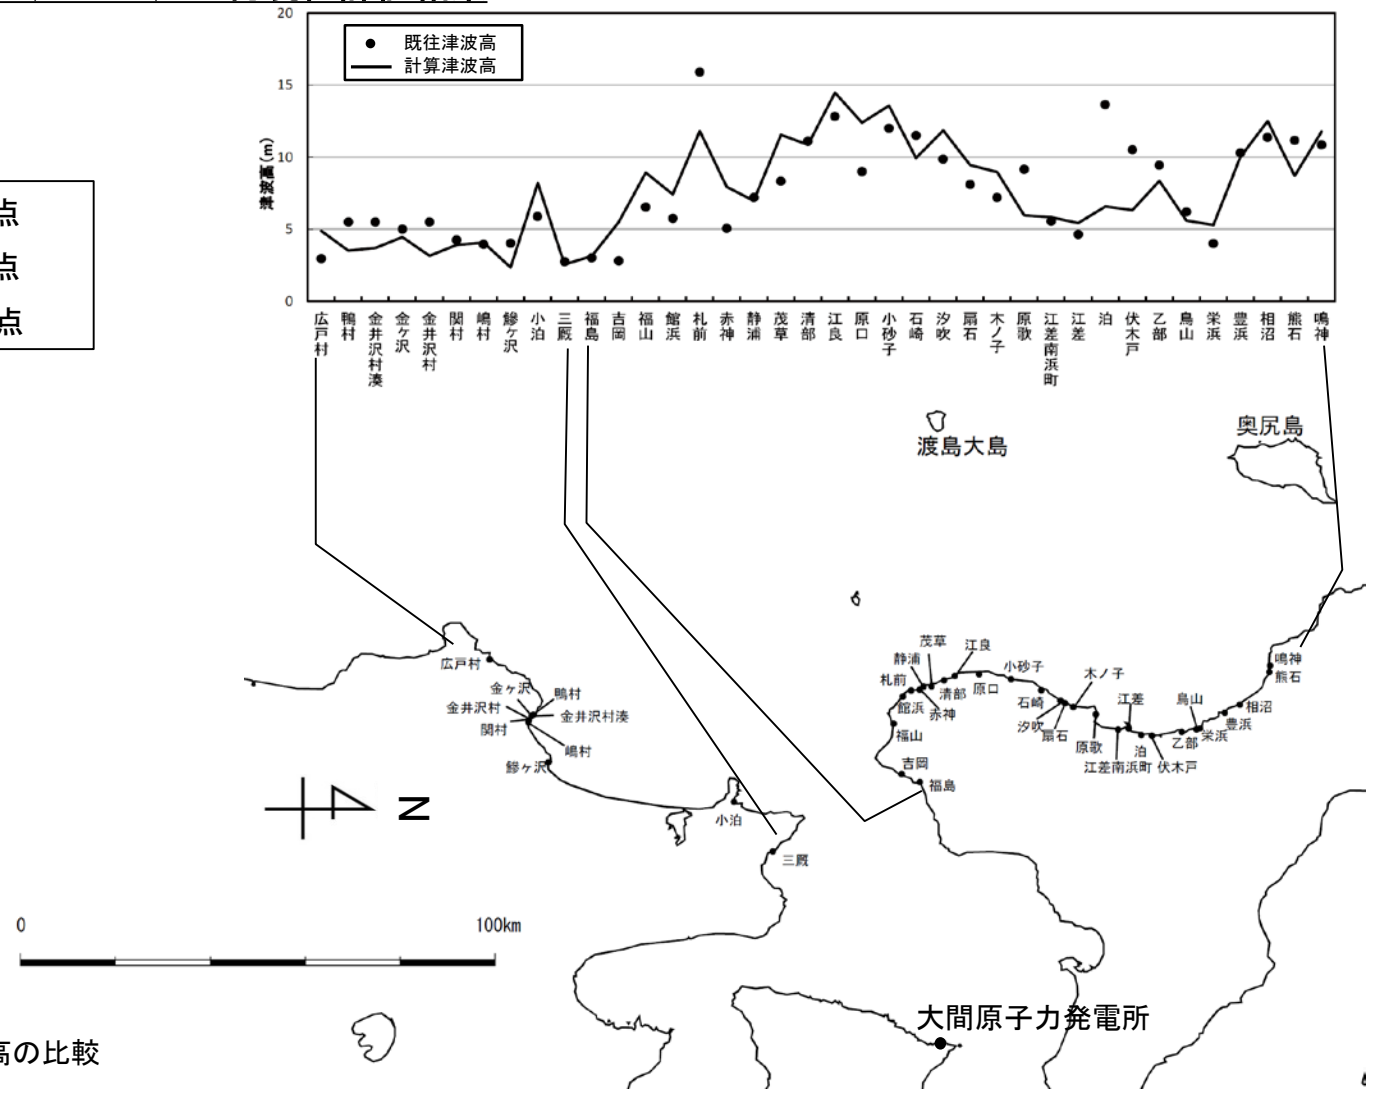 20
既往津波高
計算津波高
15
点
10
津波高(m)
点
5
点
0
広戸村
鴨村
金井沢村湊
金ヶ沢
金井沢村
関村
嶋村
鰺ヶ沢
小泊
三厩
福島
吉岡
福山
館浜
札前
赤神
静浦
茂草
清部
江良
原口
小砂子
石崎
汐吹
扇石
木ノ子
原歌
江差南浜町
江差
泊
伏木戸
乙部
鳥山
栄浜
豊浜
相沼
熊石
鳴神
奥尻島
渡島大島
茂草
江良
静浦
小砂子
鳴神
広戸村
木ノ子
熊石
札前
清部
原口
金ヶ沢
鴨村
館浜
赤神
石崎
江差
鳥山
相沼
金井沢村
金井沢村湊
汐吹
豊浜
関村
福山
扇石
栄浜
嶋村
原歌
泊
乙部
鰺ヶ沢
吉岡
江差南浜町
伏木戸
福島
N
小泊
三厩
0
100km
大間原子力発電所
高の比較